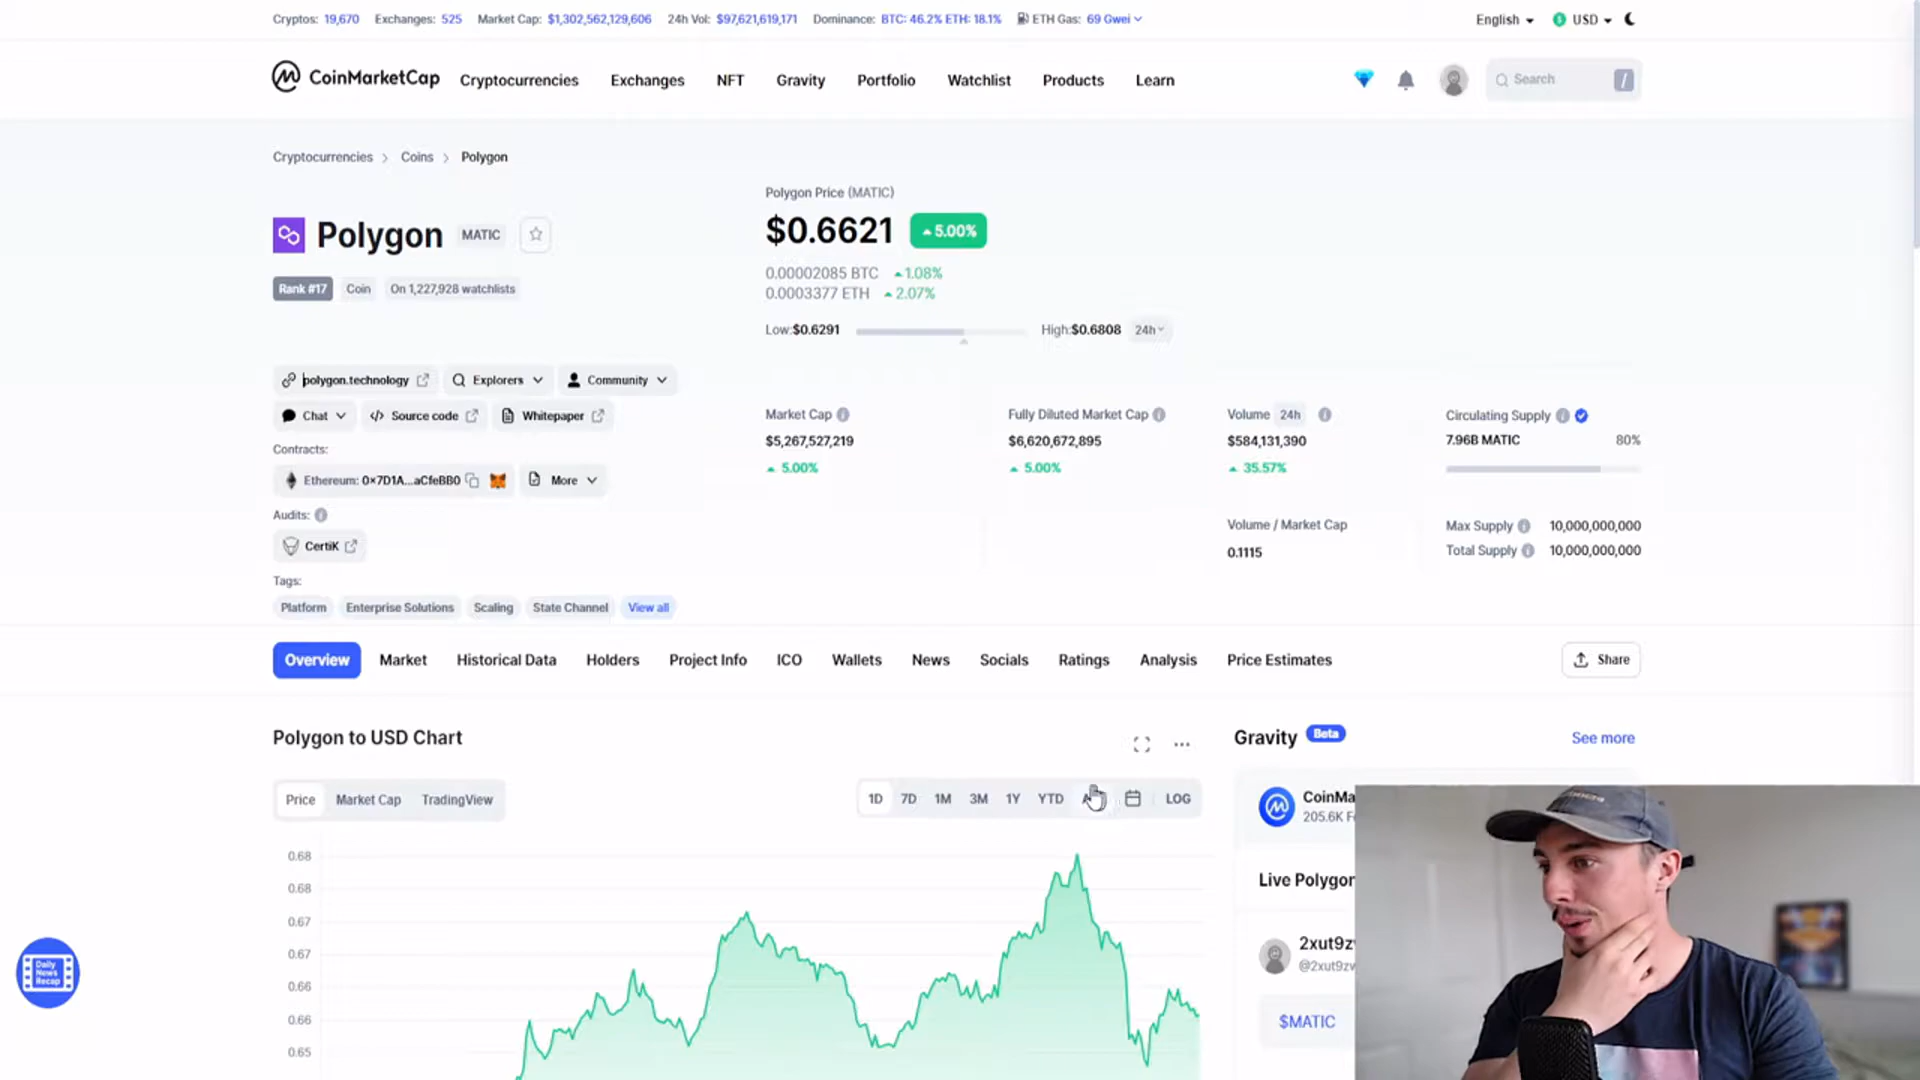 Cryptos: 19,670 Exchanges: 525 Market Cap: $1,302,562,129,606 24h Vol: $97,621,619,171 Dominance: BTC: 46.2% ETH: 18.1% ETH Gas: 69 Gwei English USD
CoinMarketCap Cryptocurrencies Exchanges NFT Gravity Portfolio Watchlist Products Learn Search /
Cryptocurrencies > Coins > Polygon
Polygon MATIC
Rank #17 Coin On 1,227,928 watchlists
Polygon Price (MATIC)
$0.6621 5.00%
0.00002085 BTC 1.08%
0.0003377 ETH 2.07%
Low:$0.6291 High:$0.6808 24h
polygon.technology Explorers Community
Chat Source code Whitepaper
Contracts:
Ethereum: 0x7D1A...aCfeBB0 More
Audits:
CertiK
Tags:
Platform Enterprise Solutions Scaling State Channel View all
Market Cap
$5,267,527,219
5.00%
Fully Diluted Market Cap
$6,620,672,895
5.00%
Volume 24h
$584,131,390
35.57%
Volume / Market Cap
0.1115
Circulating Supply
7.96B MATIC 80%
Max Supply 10,000,000,000
Total Supply 10,000,000,000
Overview Market Historical Data Holders Project Info ICO Wallets News Socials Ratings Analysis Price Estimates Share
Polygon to USD Chart
Price Market Cap TradingView
1D 7D 1M 3M 1Y YTD LOG
0.68
0.68
0.67
0.67
0.66
0.66
0.65
Gravity Beta See more
CoinMa
205.6K F
Live Polygon
2xut9zv
@2xut9zv
$MATIC
Daily
News
Recap